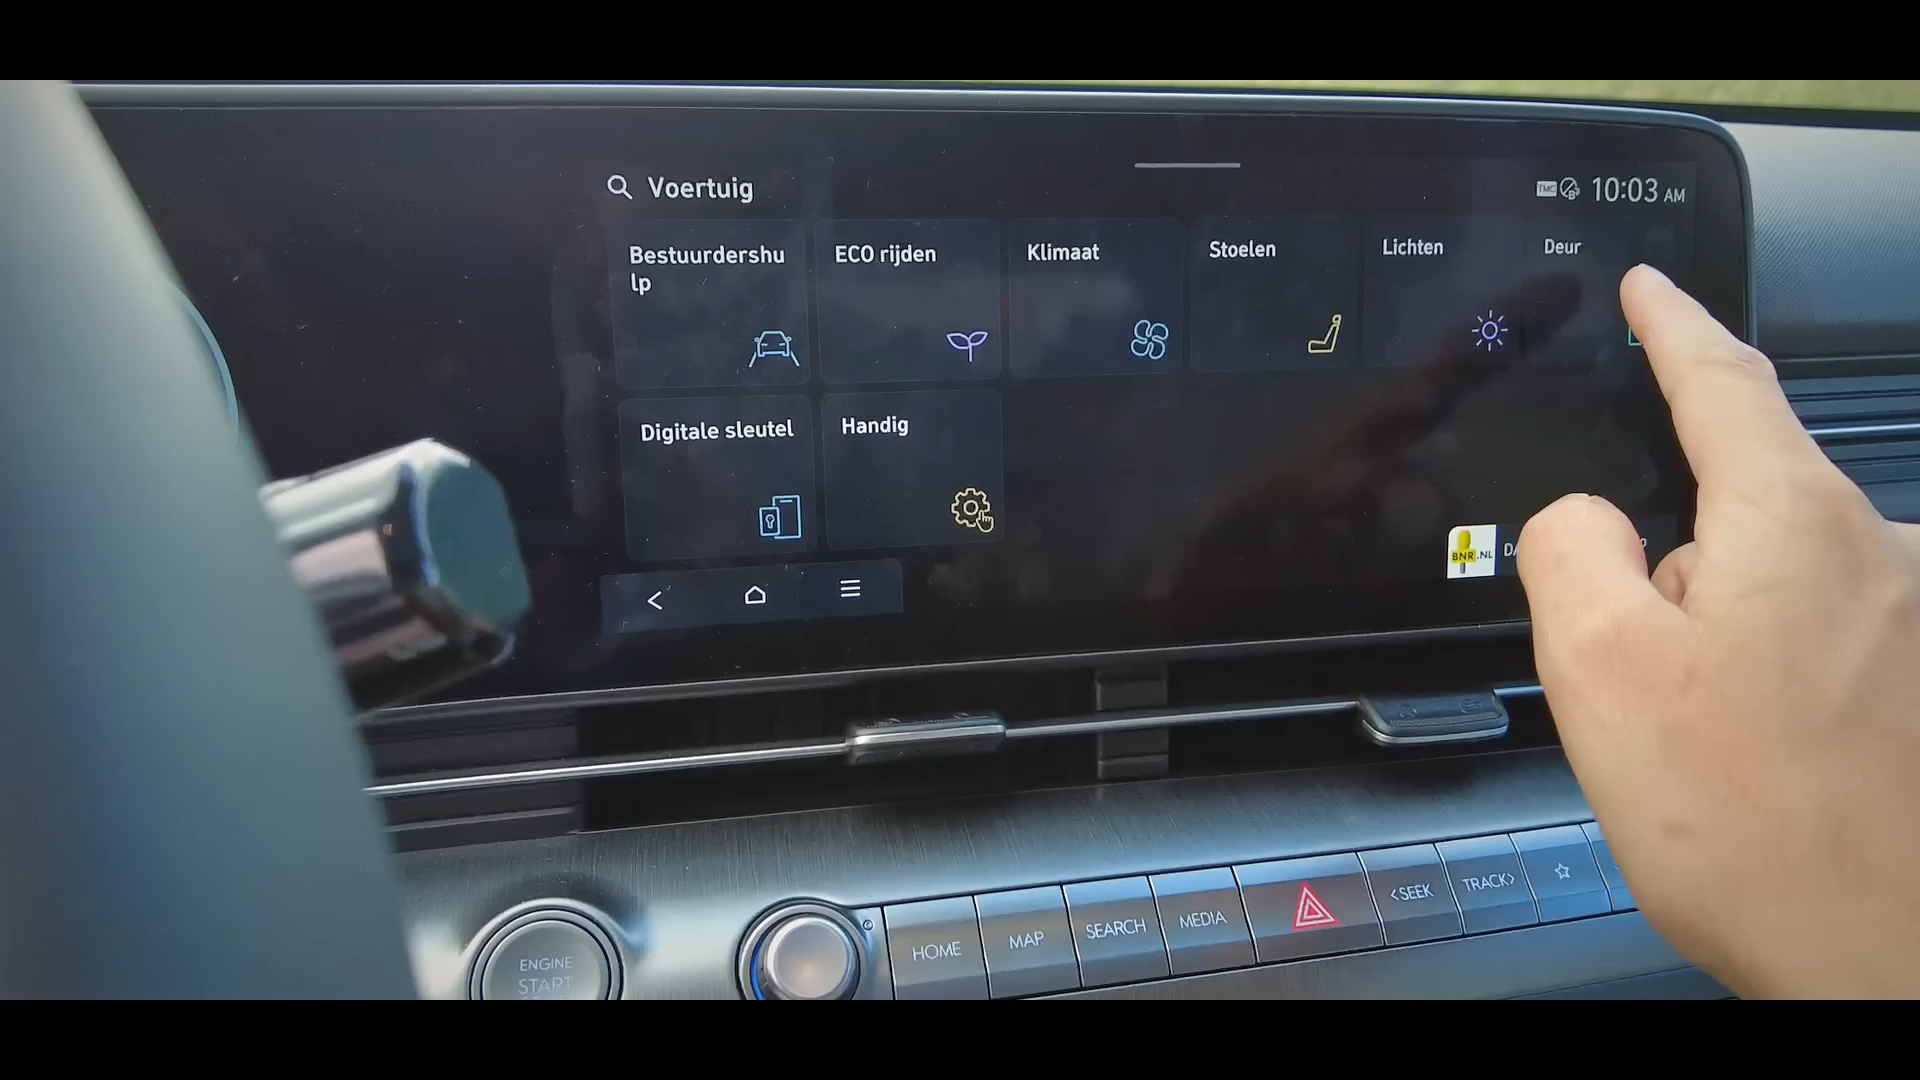 Voertuig
TMC
10:03 AM
Bestuurdershu
lp
ECO rijden
Klimaat
Stoelen
Lichten
Deur
Digitale sleutel
Handig
BNR.NL
ENGINE
START
HOME
MAP
SEARCH
MEDIA
<SEEK
TRACK>